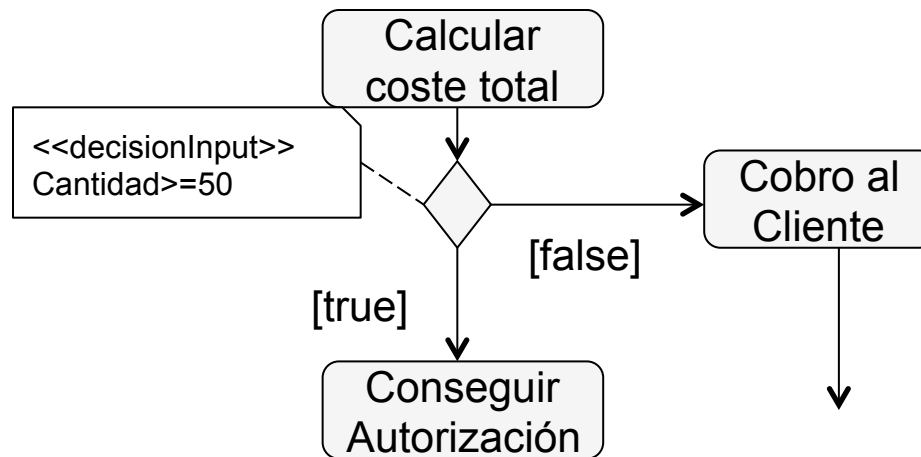 Calcular
coste total
<<decisionInput>>
Cantidad>=50
Cobro al
Cliente
[false]
[true]
Conseguir
Autorización